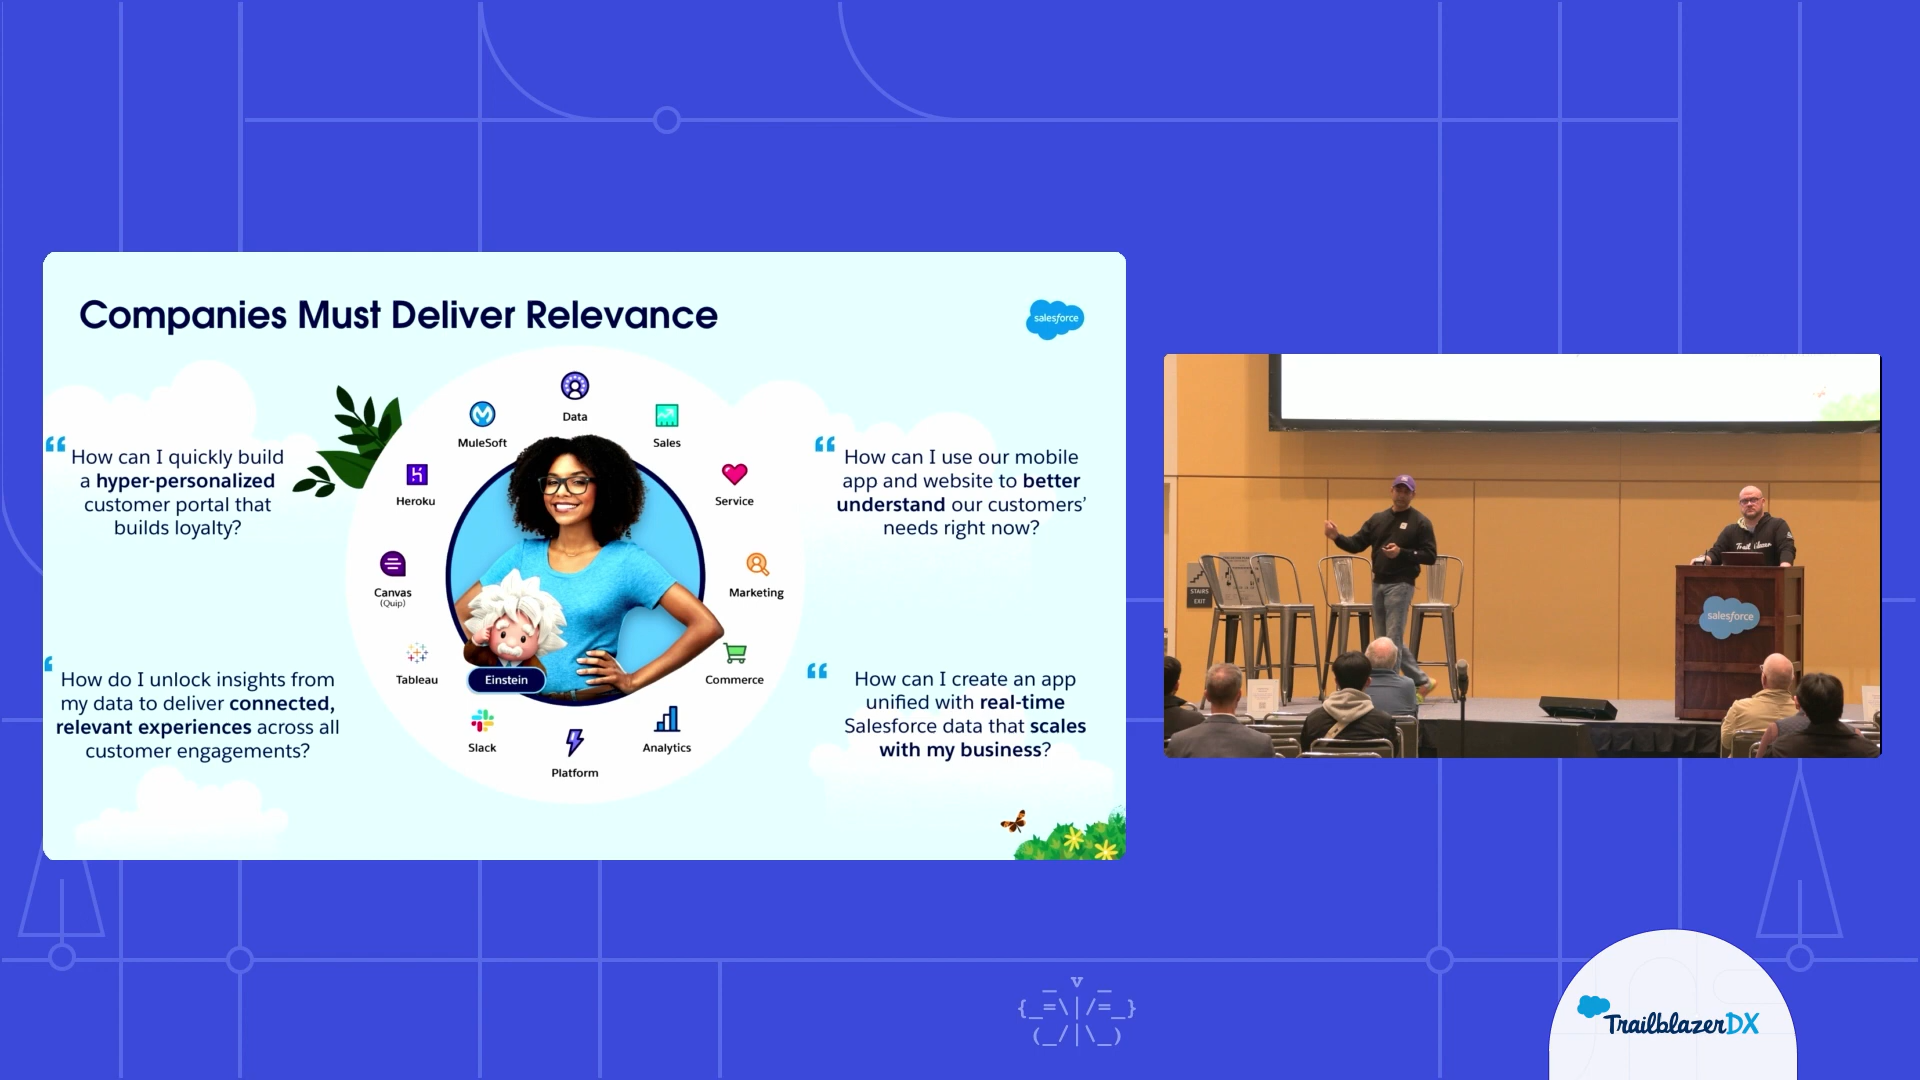 Companies Must Deliver Relevance
salesforce
Data
MuleSoft
Sales
Heroku
Service
Canvas
(Quip)
Marketing
Tableau
Einstein
Commerce
Slack
Analytics
Platform
How can I quickly build
a hyper-personalized
customer portal that
builds loyalty?
How do I unlock insights from
my data to deliver connected,
relevant experiences across all
customer engagements?
“
How can I use our mobile
app and website to better
understand our customers’
needs right now?
“
How can I create an app
unified with real-time
Salesforce data that scales
with my business?
STAIRS
EXIT
salesforce
TrailblazerDX